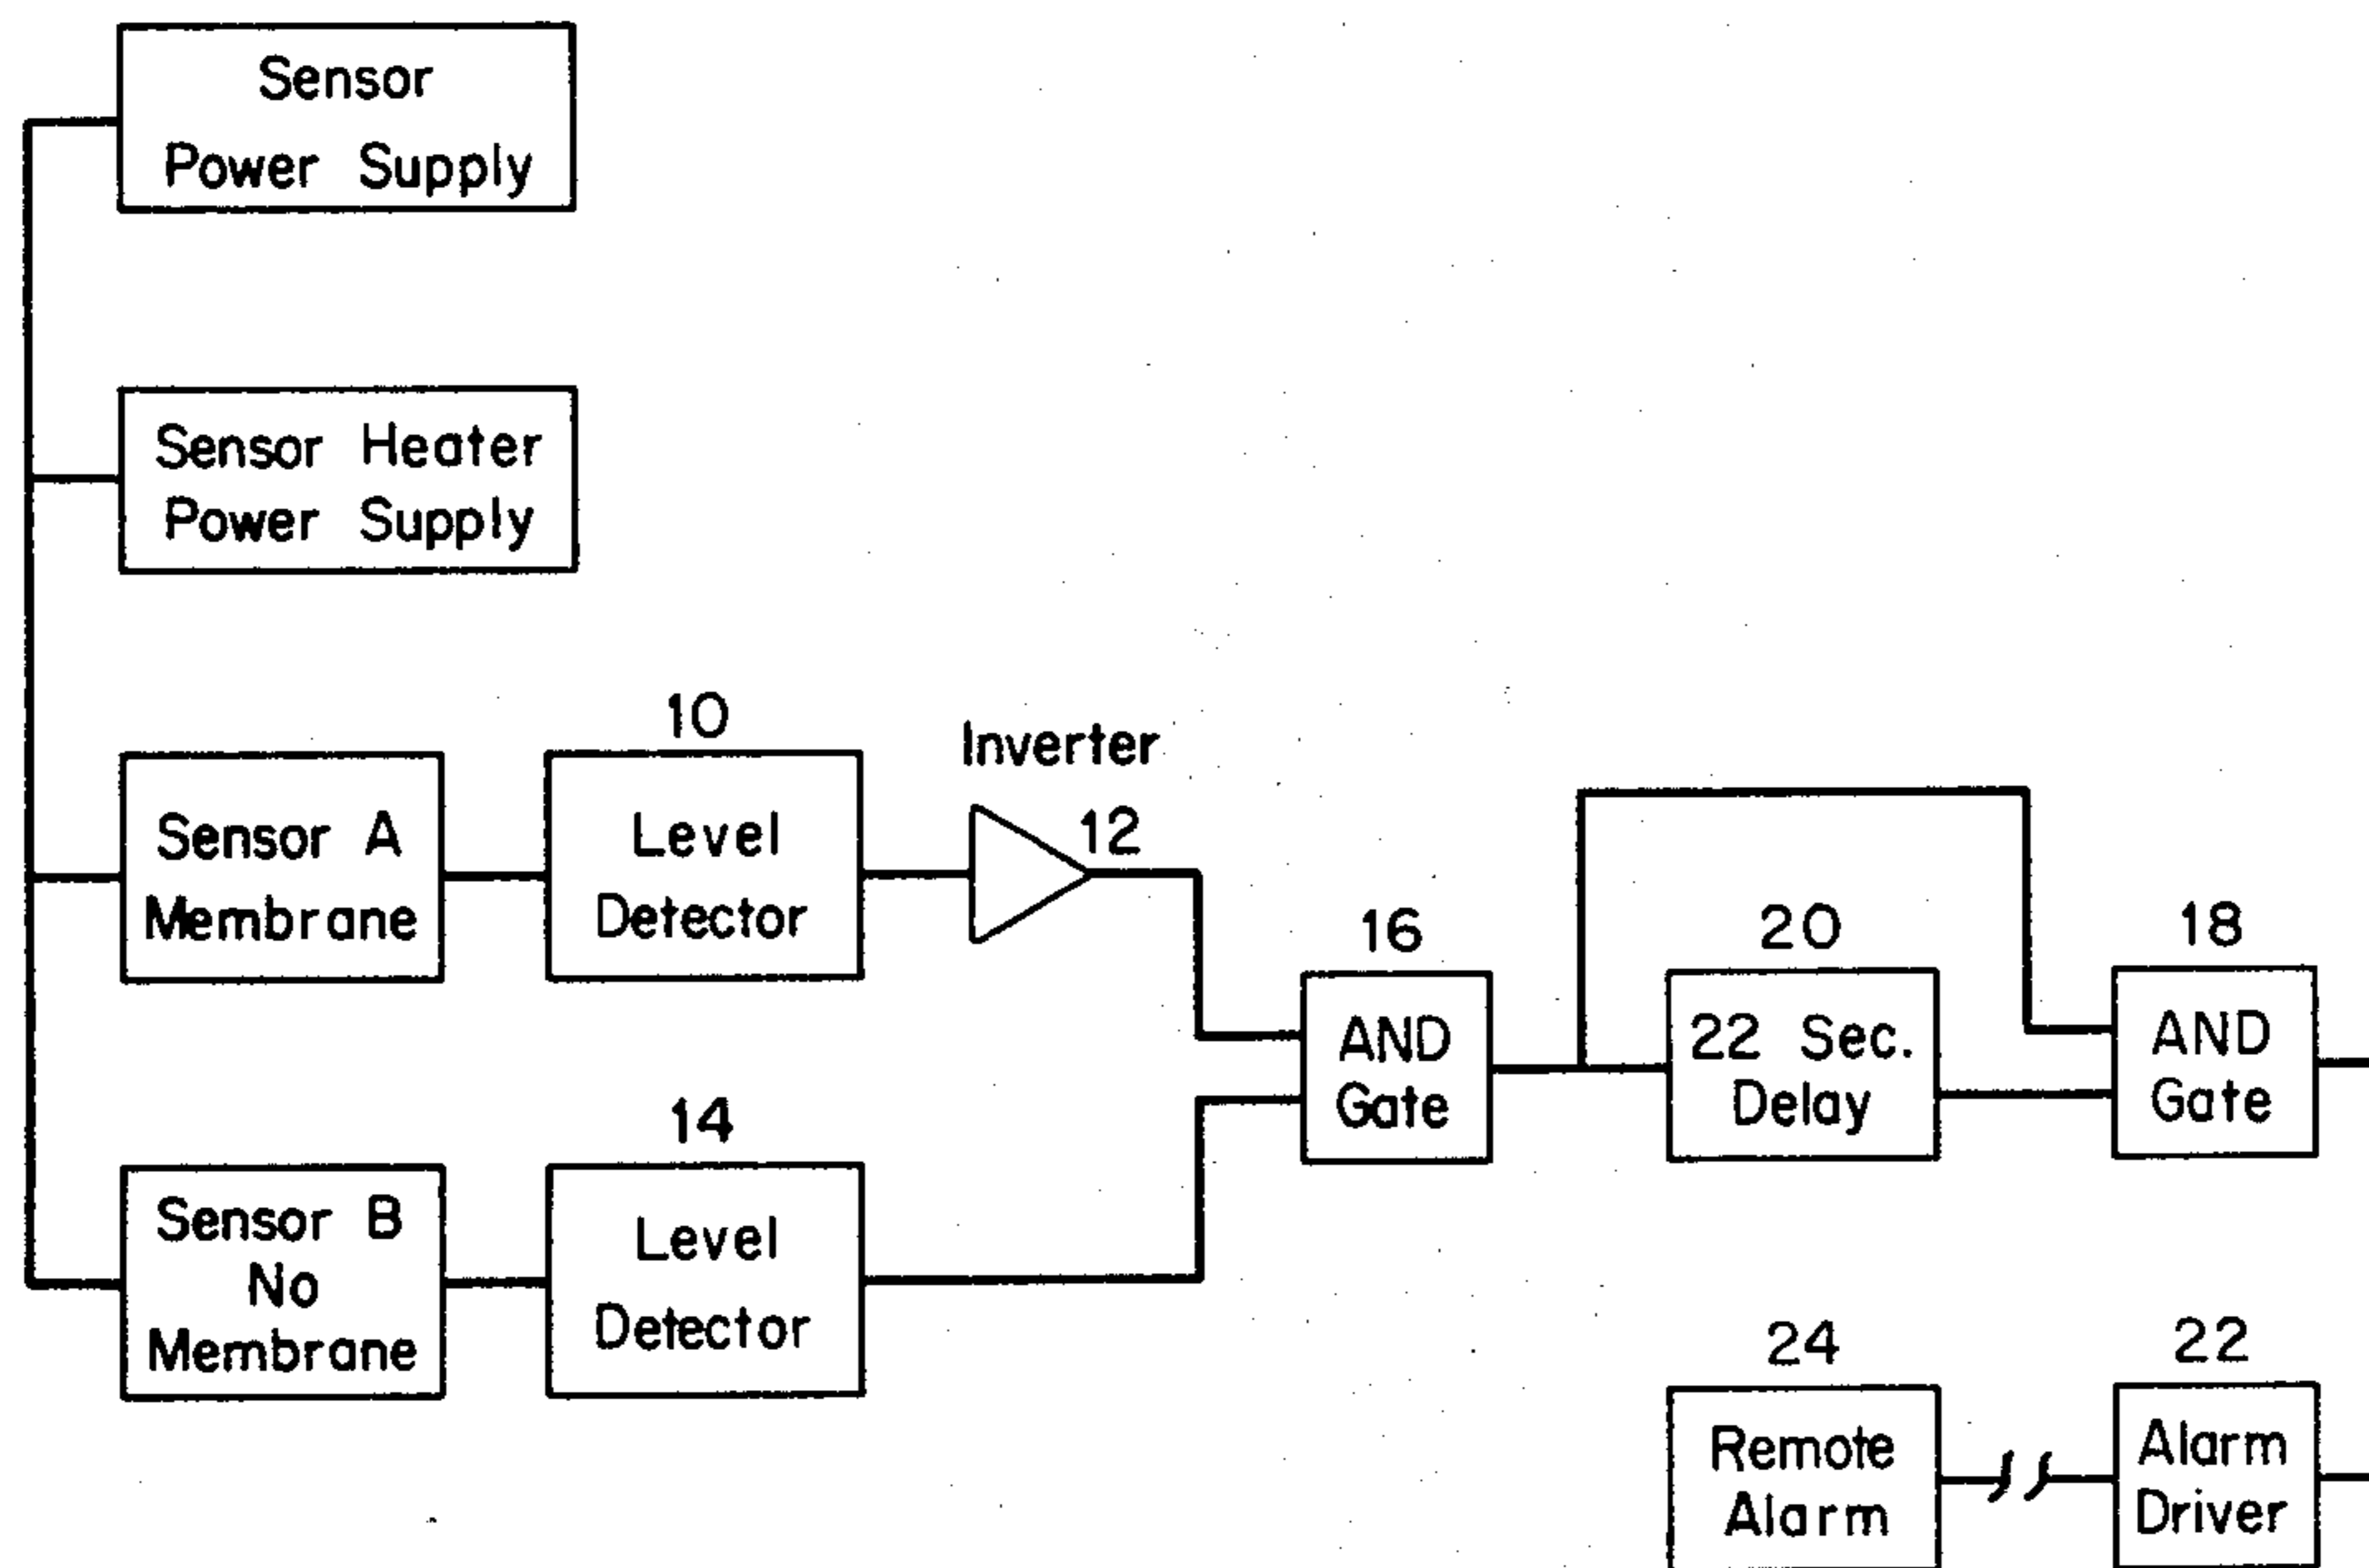 Sensor
Power Supply
Sensor Heater
Power Supply
10
Inverter
12
Sensor A
Membrane
Level
Detector
16
20
18
AND
Gate
22 Sec.
Delay
AND
Gate
14
Sensor B
No
Membrane
Level
Detector
24
22
Remote
Alarm
Alarm
Driver